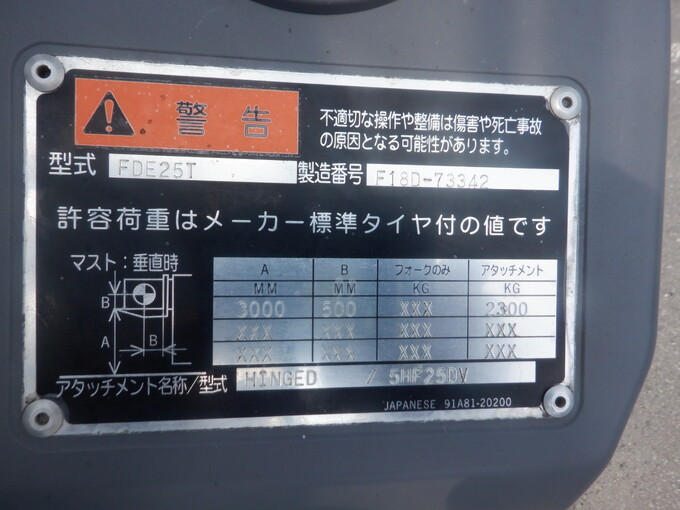 警告
不適切な操作や整備は傷害や死亡事故
の原因となる可能性があります。
型式 FDE25T 製造番号 F18D-73342
許容荷重はメーカー標準タイヤ付の値です
マスト:垂直時
A B フォークのみ アタッチメント
MM MM KG KG
3000 500 XXX 2300
XXX XXX XXX XXX
XXX XXX XXX XXX
B
A
B
アタッチメント名称/型式 HINGED / 5HF25DV
JAPANESE 91A81-20200